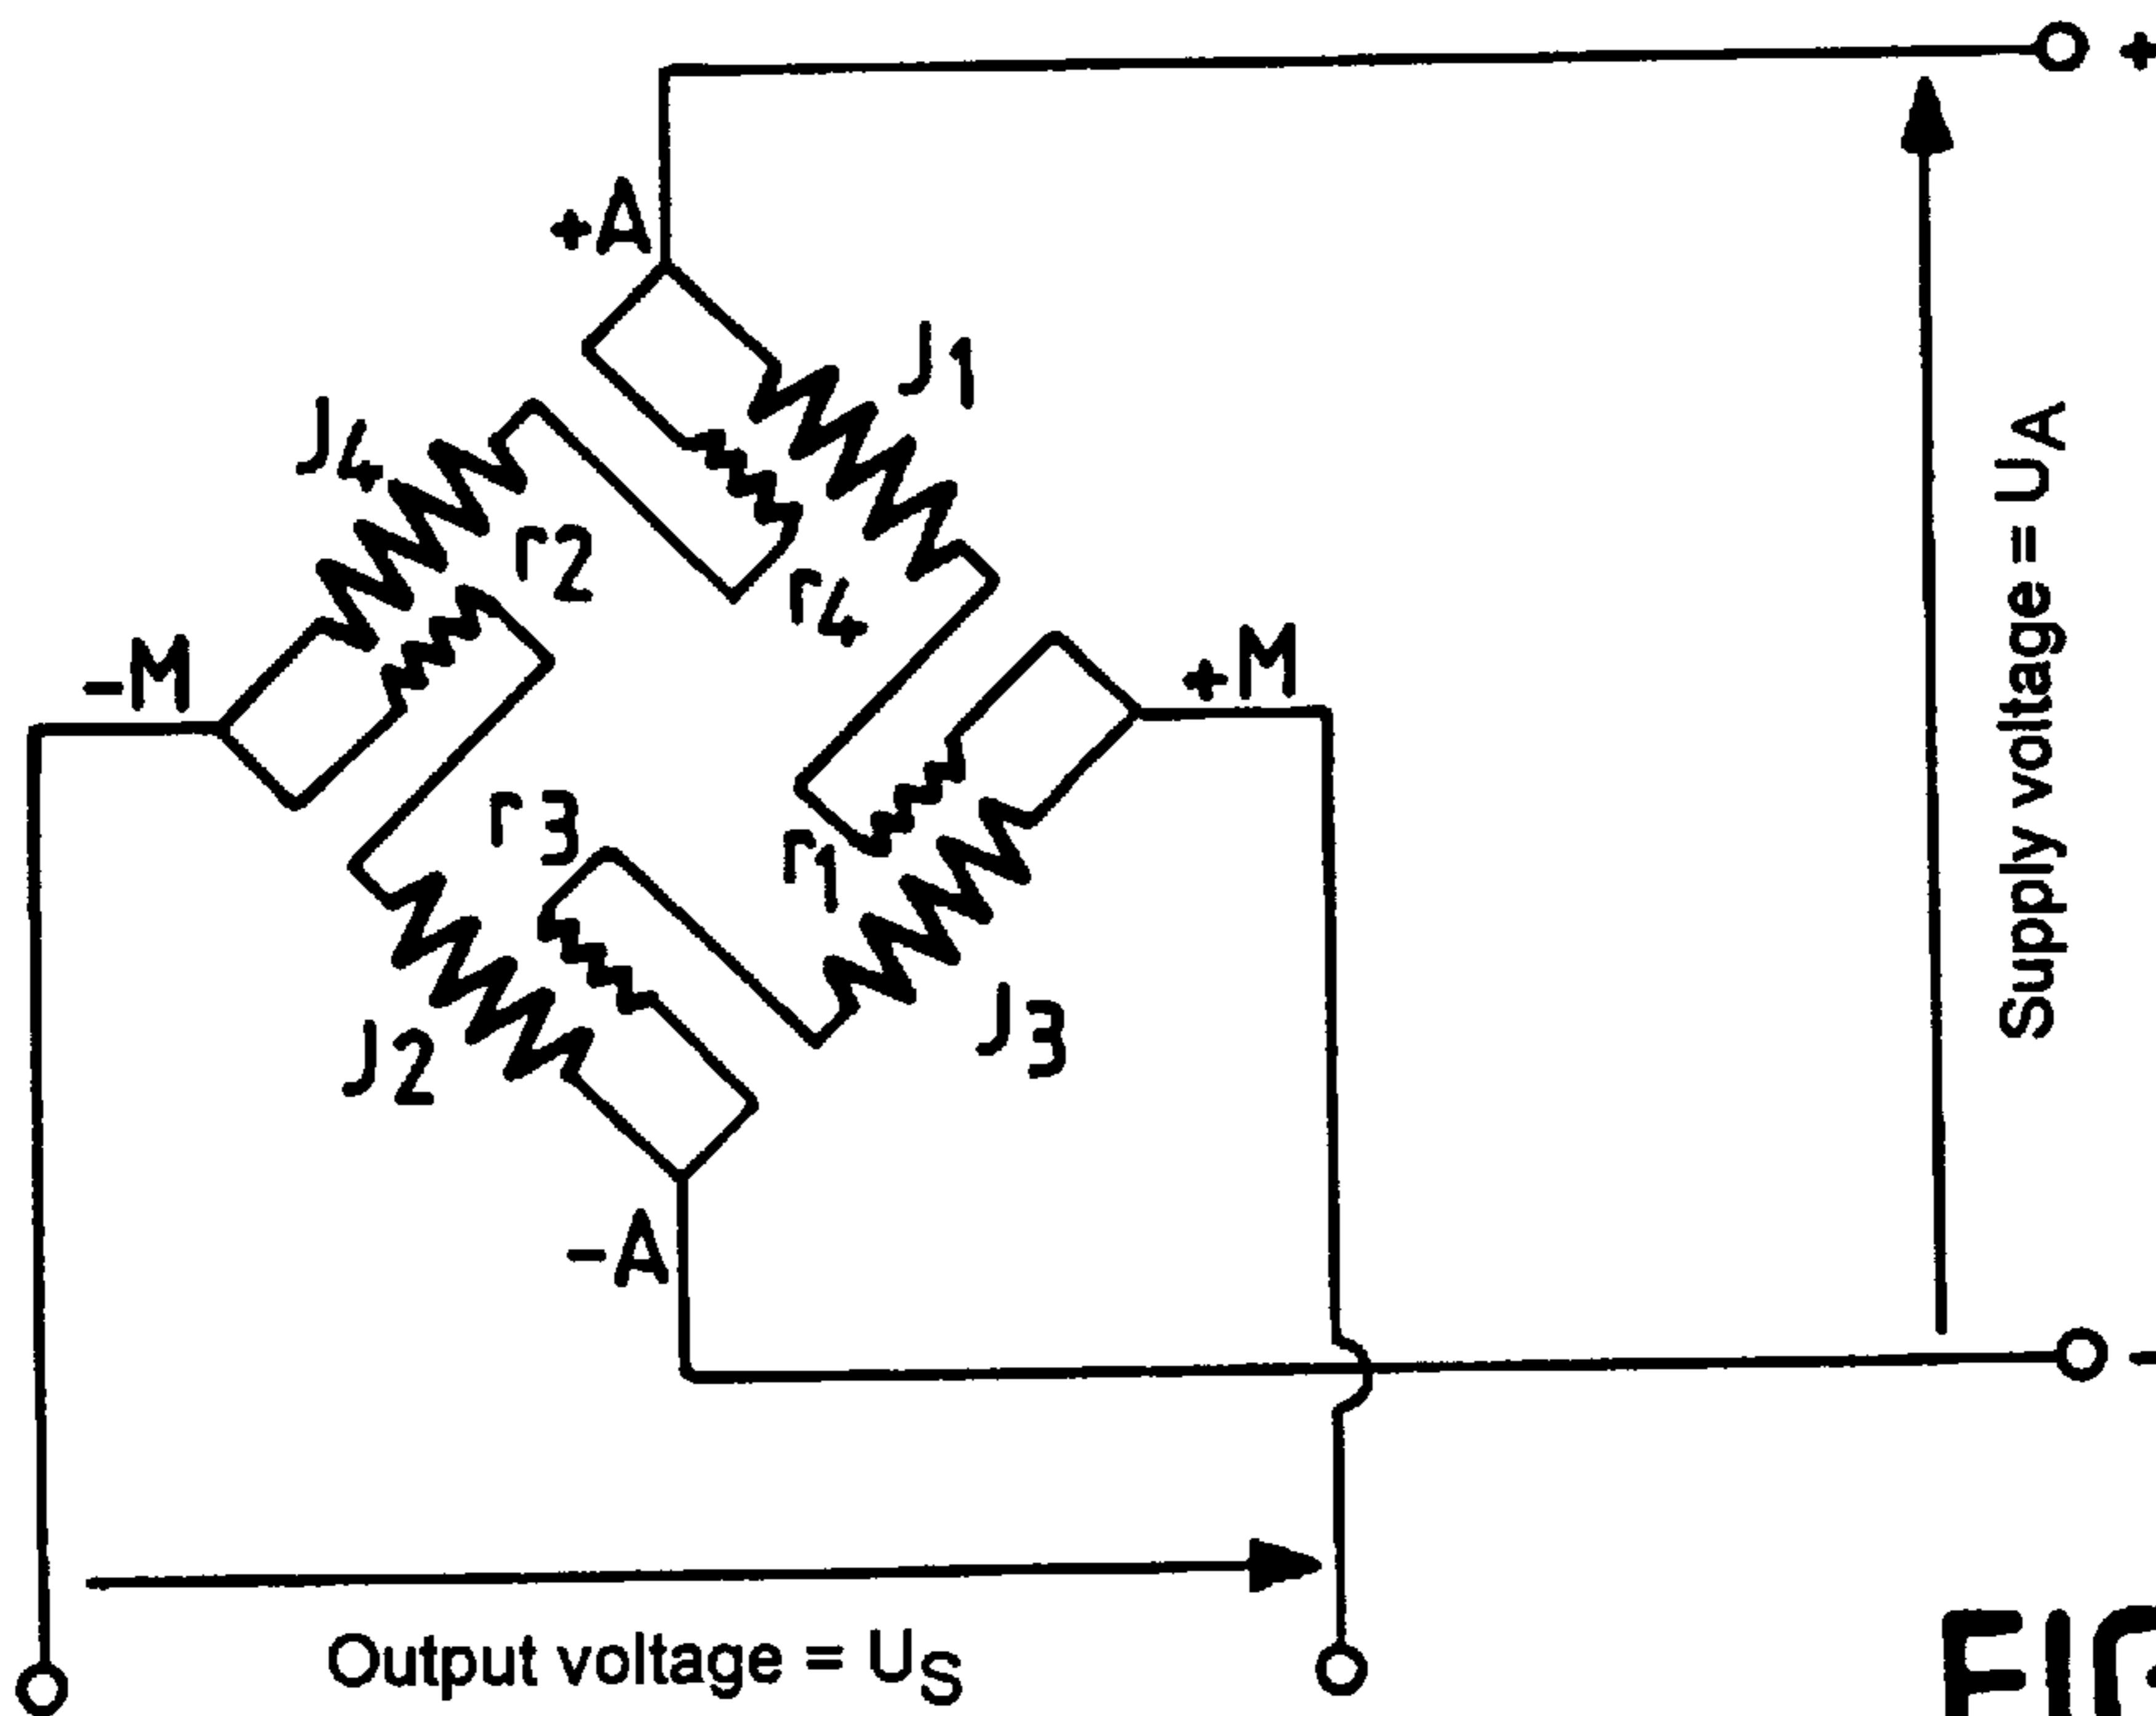 +
+A
J1
J4
r2
r4
-M
+M
Supply voltage = UA
r3
r1
J2
J3
-A
-
Output voltage = US